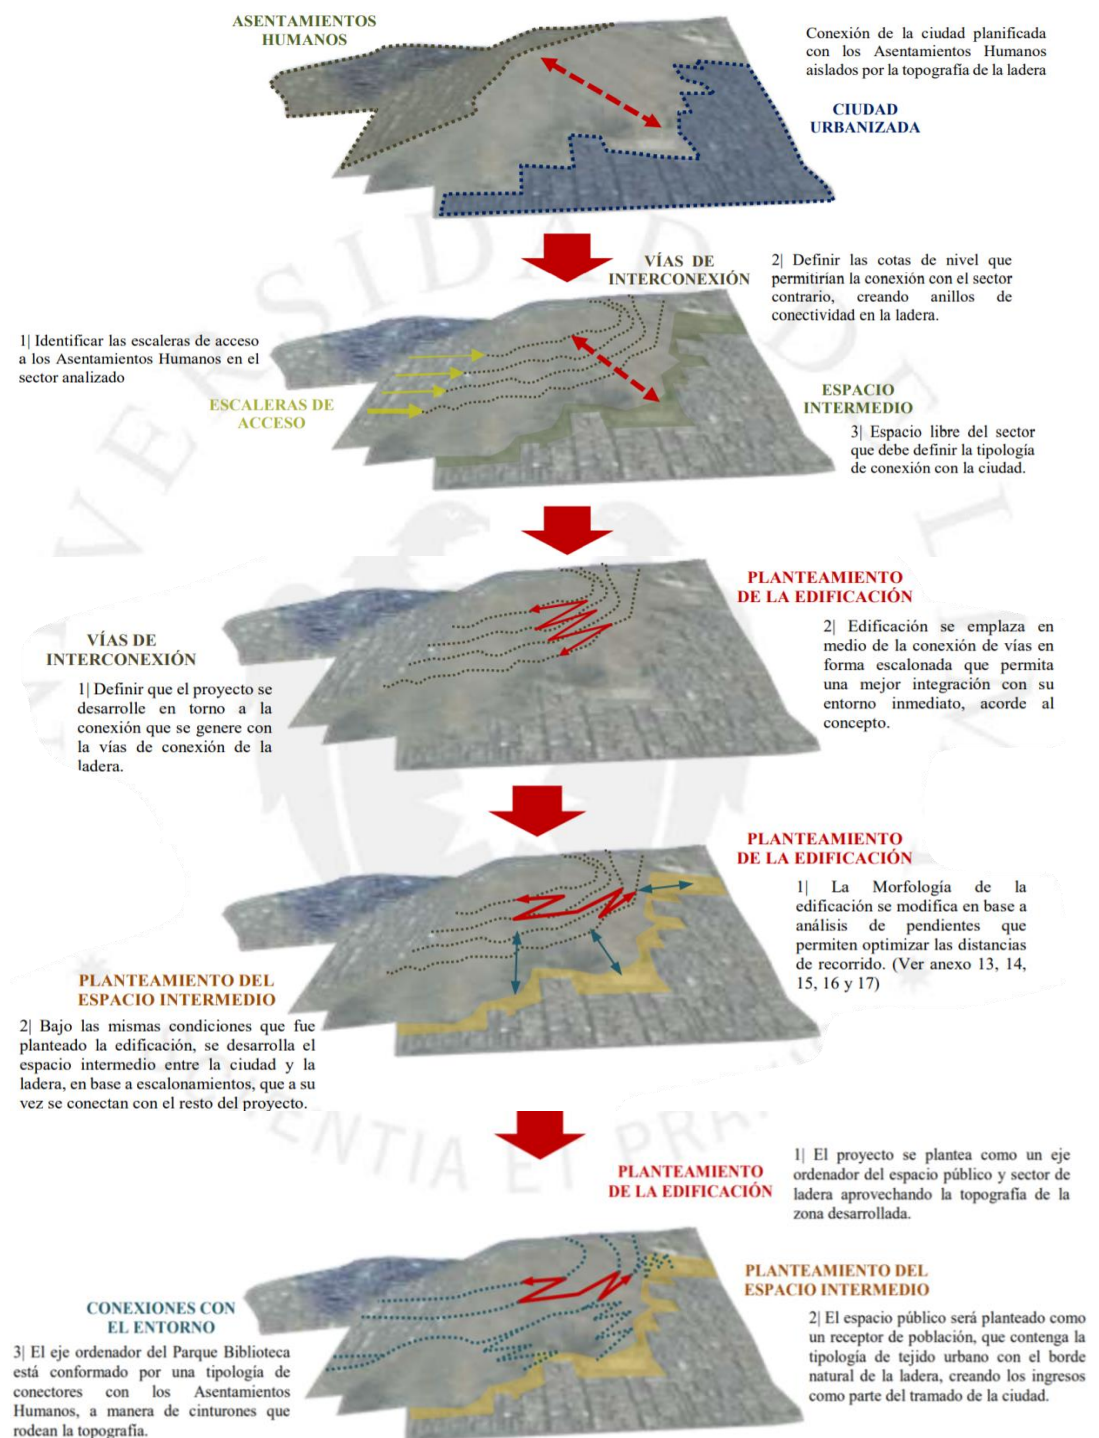 ASENTAMIENTOS
HUMANOS
Conexión de la ciudad planificada
con los Asentamientos Humanos
aislados por la topografía de la ladera
CIUDAD
URBANIZADA
VÍAS DE
INTERCONEXIÓN
2| Definir las cotas de nivel que
permitirían la conexión con el sector
contrario, creando anillos de
conectividad en la ladera.
1| Identificar las escaleras de acceso
a los Asentamientos Humanos en el
sector analizado
ESCALERAS DE
ACCESO
ESPACIO
INTERMEDIO
3| Espacio libre del sector
que debe definir la tipología
de conexión con la ciudad.
PLANTEAMIENTO
DE LA EDIFICACIÓN
2| Edificación se emplaza en
medio de la conexión de vías en
forma escalonada que permita
una mejor integración con su
entorno inmediato, acorde al
concepto.
VÍAS DE
INTERCONEXIÓN
1| Definir que el proyecto se
desarrolle en torno a la
conexión que se genere con
la vías de conexión de la
ladera.
PLANTEAMIENTO
DE LA EDIFICACIÓN
1| La Morfología de la
edificación se modifica en base a
análisis de pendientes que
permiten optimizar las distancias
de recorrido. (Ver anexo 13, 14,
15, 16 y 17)
PLANTEAMIENTO DEL
ESPACIO INTERMEDIO
2| Bajo las mismas condiciones que fue
planteado la edificación, se desarrolla el
espacio intermedio entre la ciudad y la
ladera, en base a escalonamientos, que a su
vez se conectan con el resto del proyecto.
PLANTEAMIENTO
DE LA EDIFICACIÓN
1| El proyecto se plantea como un eje
ordenador del espacio público y sector de
ladera aprovechando la topografía de la
zona desarrollada.
PLANTEAMIENTO DEL
ESPACIO INTERMEDIO
2| El espacio público será planteado como
un receptor de población, que contenga la
tipología de tejido urbano con el borde
natural de la ladera, creando los ingresos
como parte del tramado de la ciudad.
CONEXIONES CON
EL ENTORNO
3| El eje ordenador del Parque Biblioteca
está conformado por una tipología de
conectores con los Asentamientos
Humanos, a manera de cinturones que
rodean la topografía.